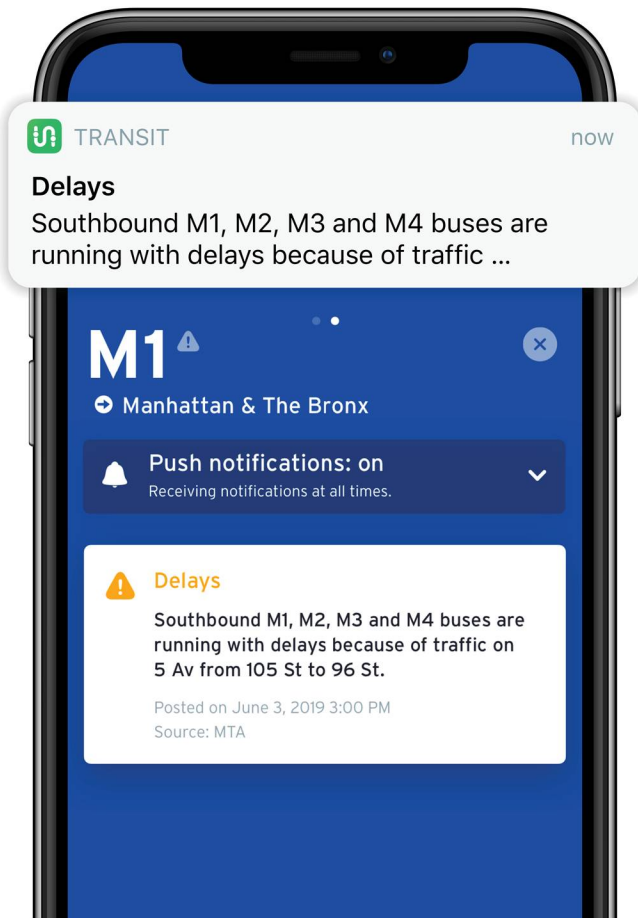 TRANSIT
now
Delays
Southbound M1, M2, M3 and M4 buses are
running with delays because of traffic ...
M1
Manhattan & The Bronx
Push notifications: on
Receiving notifications at all times.
Delays
Southbound M1, M2, M3 and M4 buses are
running with delays because of traffic on
5 Av from 105 St to 96 St.
Posted on June 3, 2019 3:00 PM
Source: MTA